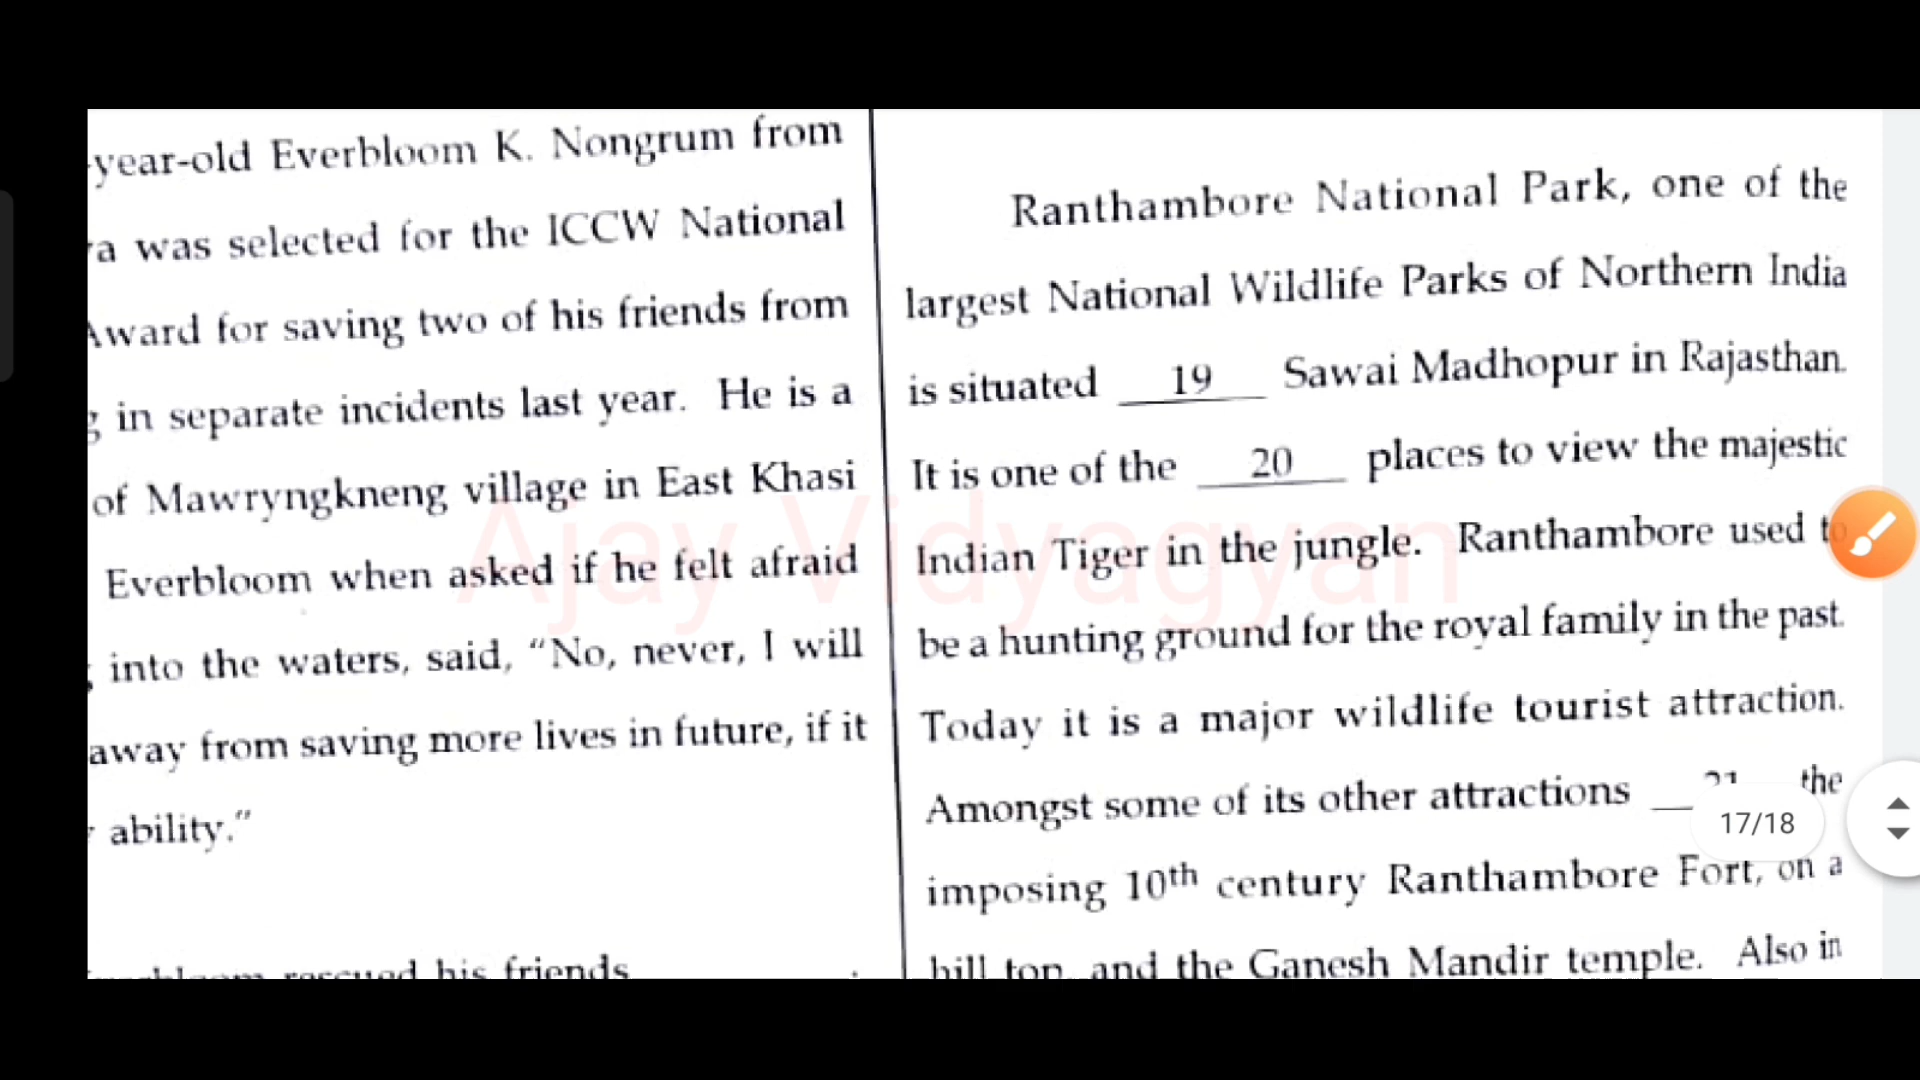 -year-old Everbloom K. Nongrum from
was selected for the ICCW National
Award for saving two of his friends from
in separate incidents last year. He is a
of Mawryngkneng village in East Khasi
Everbloom when asked if he felt afraid
into the waters, said, "No, never, I will
away from saving more lives in future, if it
ability."
rescued his friends
Ranthambore National Park, one of the
largest National Wildlife Parks of Northern India
is situated 19 Sawai Madhopur in Rajasthan.
It is one of the 20 places to view the majestic
Indian Tiger in the jungle. Ranthambore used to
be a hunting ground for the royal family in the past.
Today it is a major wildlife tourist attraction.
Amongst some of its other attractions 21 the
imposing 10th century Ranthambore Fort, on a
hill top, and the Ganesh Mandir temple. Also in
Ajay Vidyagyan
17/18